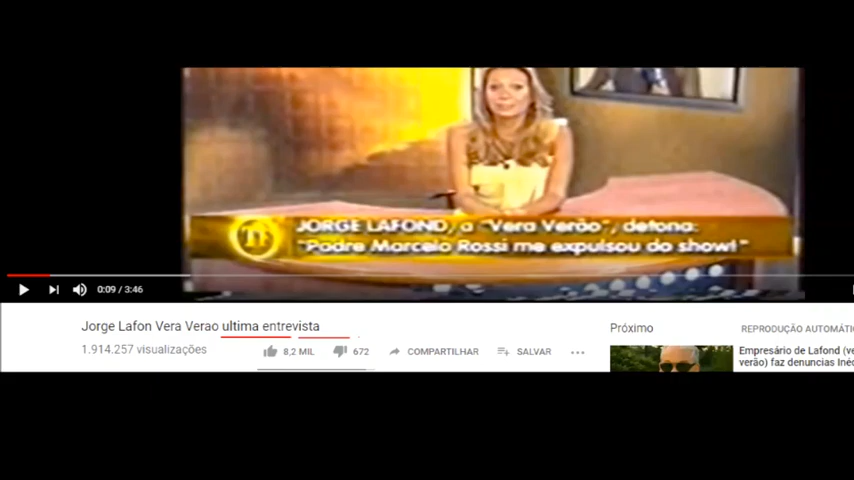 TF
JORGE LAFOND, a "Vera Verão", detona:
"Padre Marcelo Rossi me expulsou do show!"
0:09 / 3:46
Jorge Lafon Vera Verao ultima entrevista
1.914.257 visualizações
8,2 MIL
672
COMPARTILHAR
SALVAR
Próximo
REPRODUÇÃO AUTOMÁTIC
Empresário de Lafond (ve
verão) faz denuncias Iné